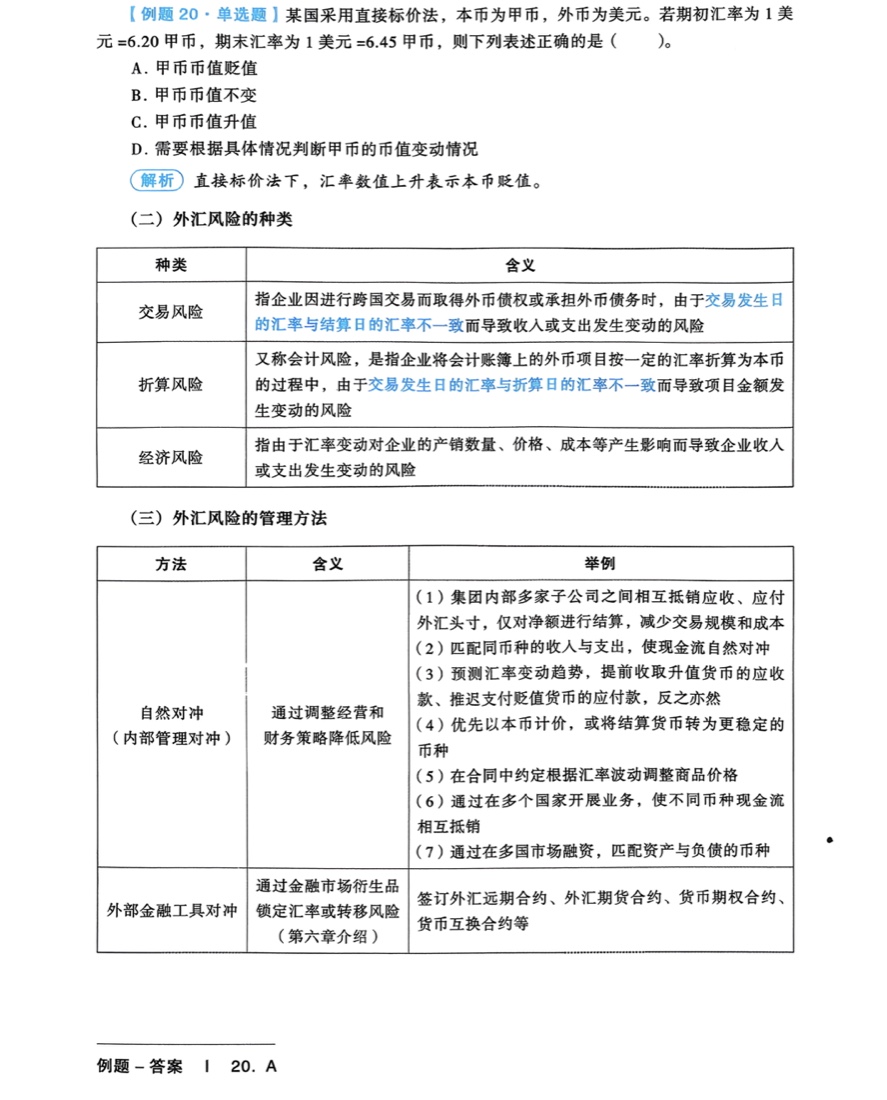 【例题 20·单选题】某国采用直接标价法，本币为甲币，外币为美元。若期初汇率为 1 美
元 =6.20 甲币，期末汇率为 1 美元 =6.45 甲币，则下列表述正确的是（　　）。
A. 甲币币值贬值
B. 甲币币值不变
C. 甲币币值升值
D. 需要根据具体情况判断甲币的币值变动情况
解析 直接标价法下，汇率数值上升表示本币贬值。
（二）外汇风险的种类
种类 含义
交易风险
指企业因进行跨国交易而取得外币债权或承担外币债务时，由于交易发生日
的汇率与结算日的汇率不一致而导致收入或支出发生变动的风险
折算风险
又称会计风险，是指企业将会计账簿上的外币项目按一定的汇率折算为本币
的过程中，由于交易发生日的汇率与折算日的汇率不一致而导致项目金额发
生变动的风险
经济风险
指由于汇率变动对企业的产销数量、价格、成本等产生影响而导致企业收入
或支出发生变动的风险
（三）外汇风险的管理方法
方法 含义 举例
自然对冲
（内部管理对冲）
通过调整经营和
财务策略降低风险
（1）集团内部多家子公司之间相互抵销应收、应付
外汇头寸，仅对净额进行结算，减少交易规模和成本
（2）匹配同币种的收入与支出，使现金流自然对冲
（3）预测汇率变动趋势，提前收取升值货币的应收
款、推迟支付贬值货币的应付款，反之亦然
（4）优先以本币计价，或将结算货币转为更稳定的
币种
（5）在合同中约定根据汇率波动调整商品价格
（6）通过在多个国家开展业务，使不同币种现金流
相互抵销
（7）通过在多国市场融资，匹配资产与负债的币种
外部金融工具对冲
通过金融市场衍生品
锁定汇率或转移风险
（第六章介绍）
签订外汇远期合约、外汇期货合约、货币期权合约、
货币互换合约等
例题 – 答案 | 20. A